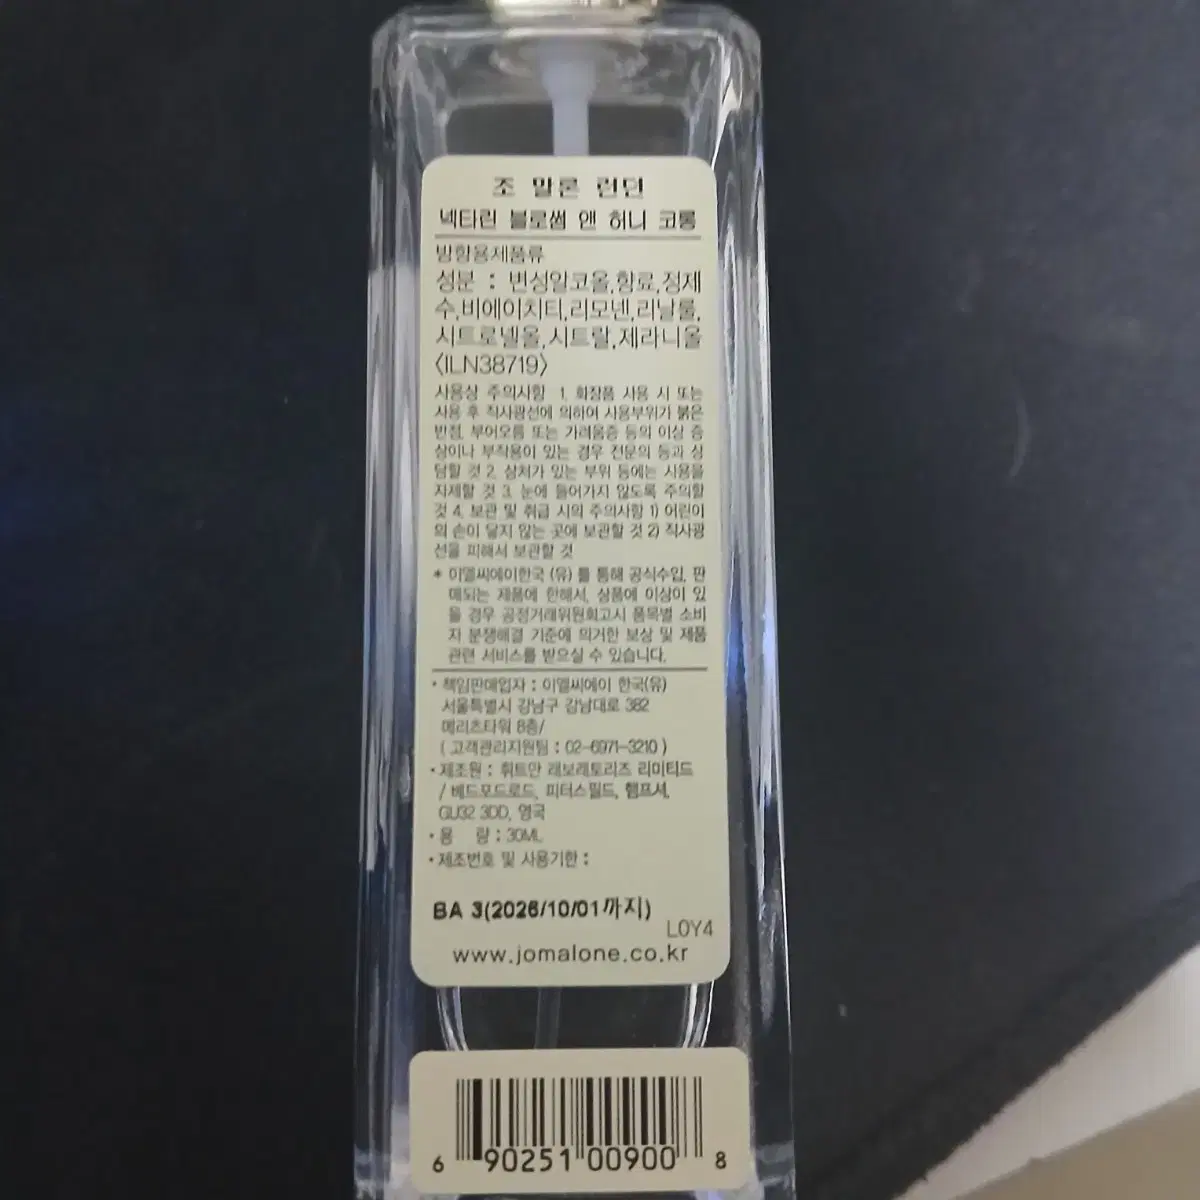 조 말론 런던
넥타린 블로썸 앤 허니 코롱
방향용제품류
성분 : 변성알코올,향료,정제
수,비에이치티,리모넨,리날룰,
시트로넬올,시트랄,제라니올
〈ILN38719〉
사용상 주의사항 1. 화장품 사용 시 또는
사용 후 직사광선에 의하여 사용부위가 붉은
반점, 부어오름 또는 가려움증 등의 이상 증
상이나 부작용이 있는 경우 전문의 등과 상
담할 것 2. 상처가 있는 부위 등에는 사용을
자제할 것 3. 눈에 들어가지 않도록 주의할
것 4. 보관 및 취급 시의 주의사항 1) 어린이
의 손이 닿지 않는 곳에 보관할 것 2) 직사광
선을 피해서 보관할 것
* 이엘씨에이한국 (유) 를 통해 공식수입, 판
매되는 제품에 한해서, 상품에 이상이 있
을 경우 공정거래위원회고시 품목별 소비
자 분쟁해결 기준에 의거한 보상 및 제품
관련 서비스를 받으실 수 있습니다.
• 책임판매업자 : 이엘씨에이 한국(유)
서울특별시 강남구 강남대로 382
메리츠타워 8층/
( 고객관리지원팀 : 02-6971-3210 )
• 제조원 : 휘트만 래보레토리즈 리미티드
/ 베드포드로드, 피터스필드, 햄프셔,
GU32 3DD, 영국
• 용 량 : 30ML
• 제조번호 및 사용기한 :
BA 3(2026/10/01까지)
L0Y4
www.jomalone.co.kr
6 90251 00900 8